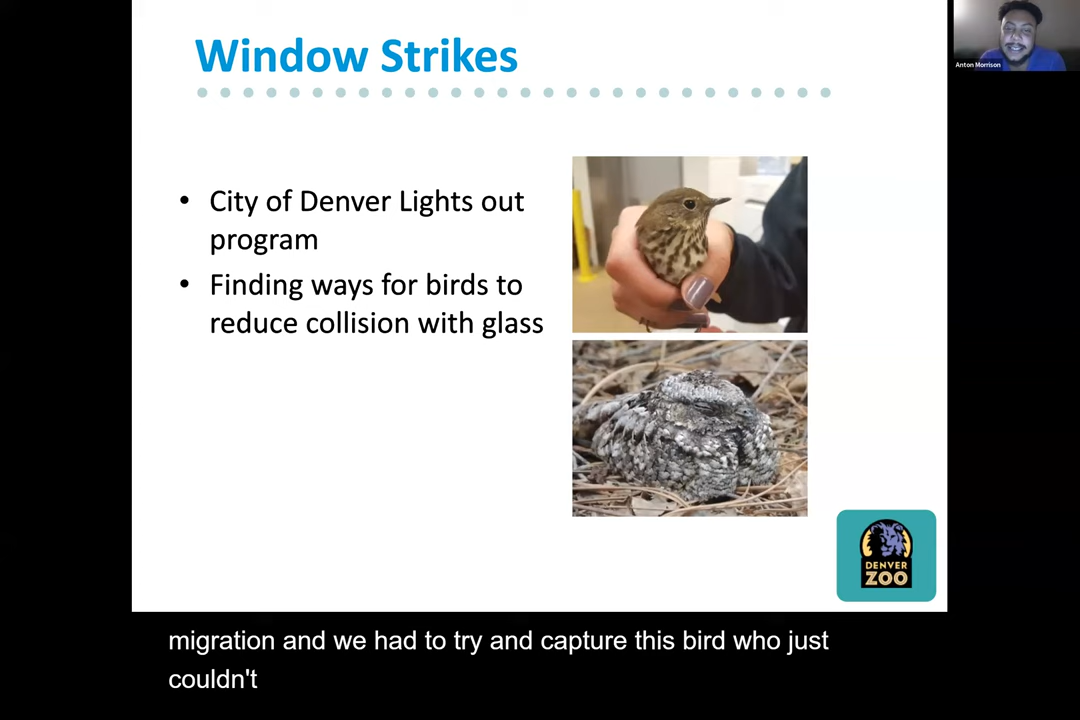 Window Strikes
Anton Morrison
• City of Denver Lights out
program
• Finding ways for birds to
reduce collision with glass
DENVER
ZOO
migration and we had to try and capture this bird who just
couldn't